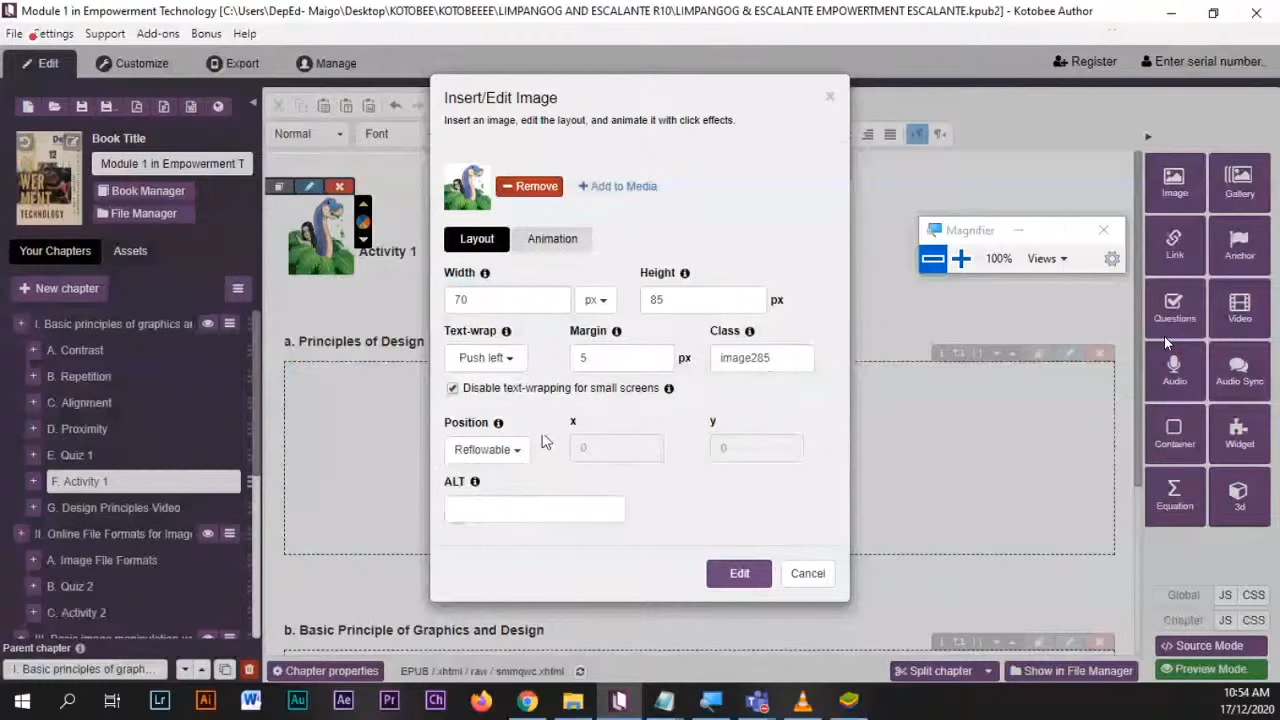 Module 1 in Empowerment Technology [C:\Users\DepEd- Maigo\Desktop\KOTOBEE\KOTOBEEEE\LIMPANGOG AND ESCALANTE R10\LIMPANGOG & ESCALANTE EMPOWERTMENT ESCALANTE.kpub2] - Kotobee Author
File Settings Support Add-ons Bonus Help
Edit Customize Export Manage
Register Enter serial number..
Book Title
Module 1 in Empowerment T
Book Manager
File Manager
Your Chapters Assets
+ New chapter
I. Basic principles of graphics ar
A. Contrast
B. Repetition
C. Alignment
D. Proximity
E. Quiz 1
F. Activity 1
G. Design Principles Video
II. Online File Formats for Image
A. Image File Formats
B. Quiz 2
C. Activity 2
Parent chapter
I. Basic principles of graph...
Normal Font
Activity 1
a. Principles of Design
b. Basic Principle of Graphics and Design
Insert/Edit Image
Insert an image, edit the layout, and animate it with click effects.
Remove + Add to Media
Layout Animation
Width Height
70 px 85 px
Text-wrap Margin Class
Push left 5 px image285
Disable text-wrapping for small screens
Position x y
Reflowable 0 0
ALT
Edit Cancel
Magnifier
100% Views
Image Gallery
Link Anchor
Questions Video
Audio Audio Sync
Container Widget
Equation 3d
Global JS CSS
Chapter JS CSS
Source Mode
Preview Mode
Chapter properties EPUB / xhtml / raw / smmqwc.xhtml Split chapter Show in File Manager
Lr Ai W Au Ae Pr Ch
10:54 AM
17/12/2020